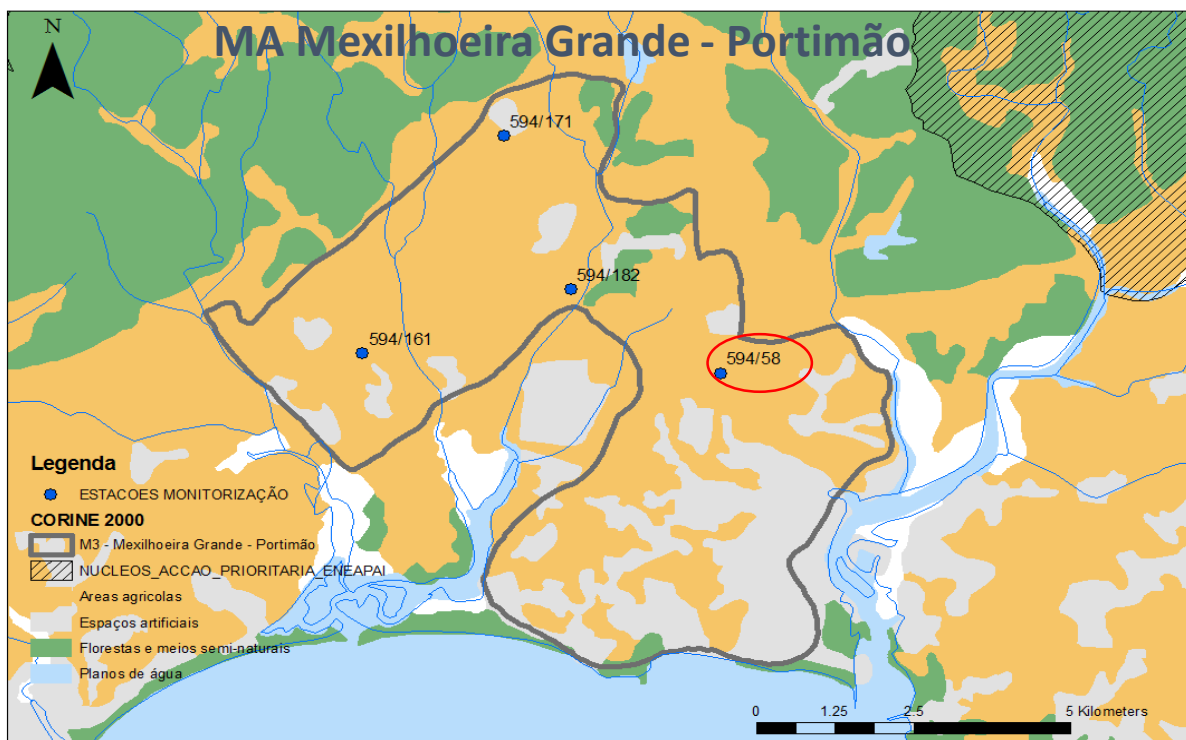 MA Mexilhoeira Grande - Portimão
N
594/171
594/182
594/161
594/58
Legenda
ESTACOES MONITORIZAÇÃO
CORINE 2000
M3 - Mexilhoeira Grande - Portimão
NUCLEOS_ACCAO_PRIORITARIA_ENEAPAI
Areas agricolas
Espaços artificiais
Florestas e meios semi-naturais
Planos de água
0 1.25 2.5 5 Kilometers